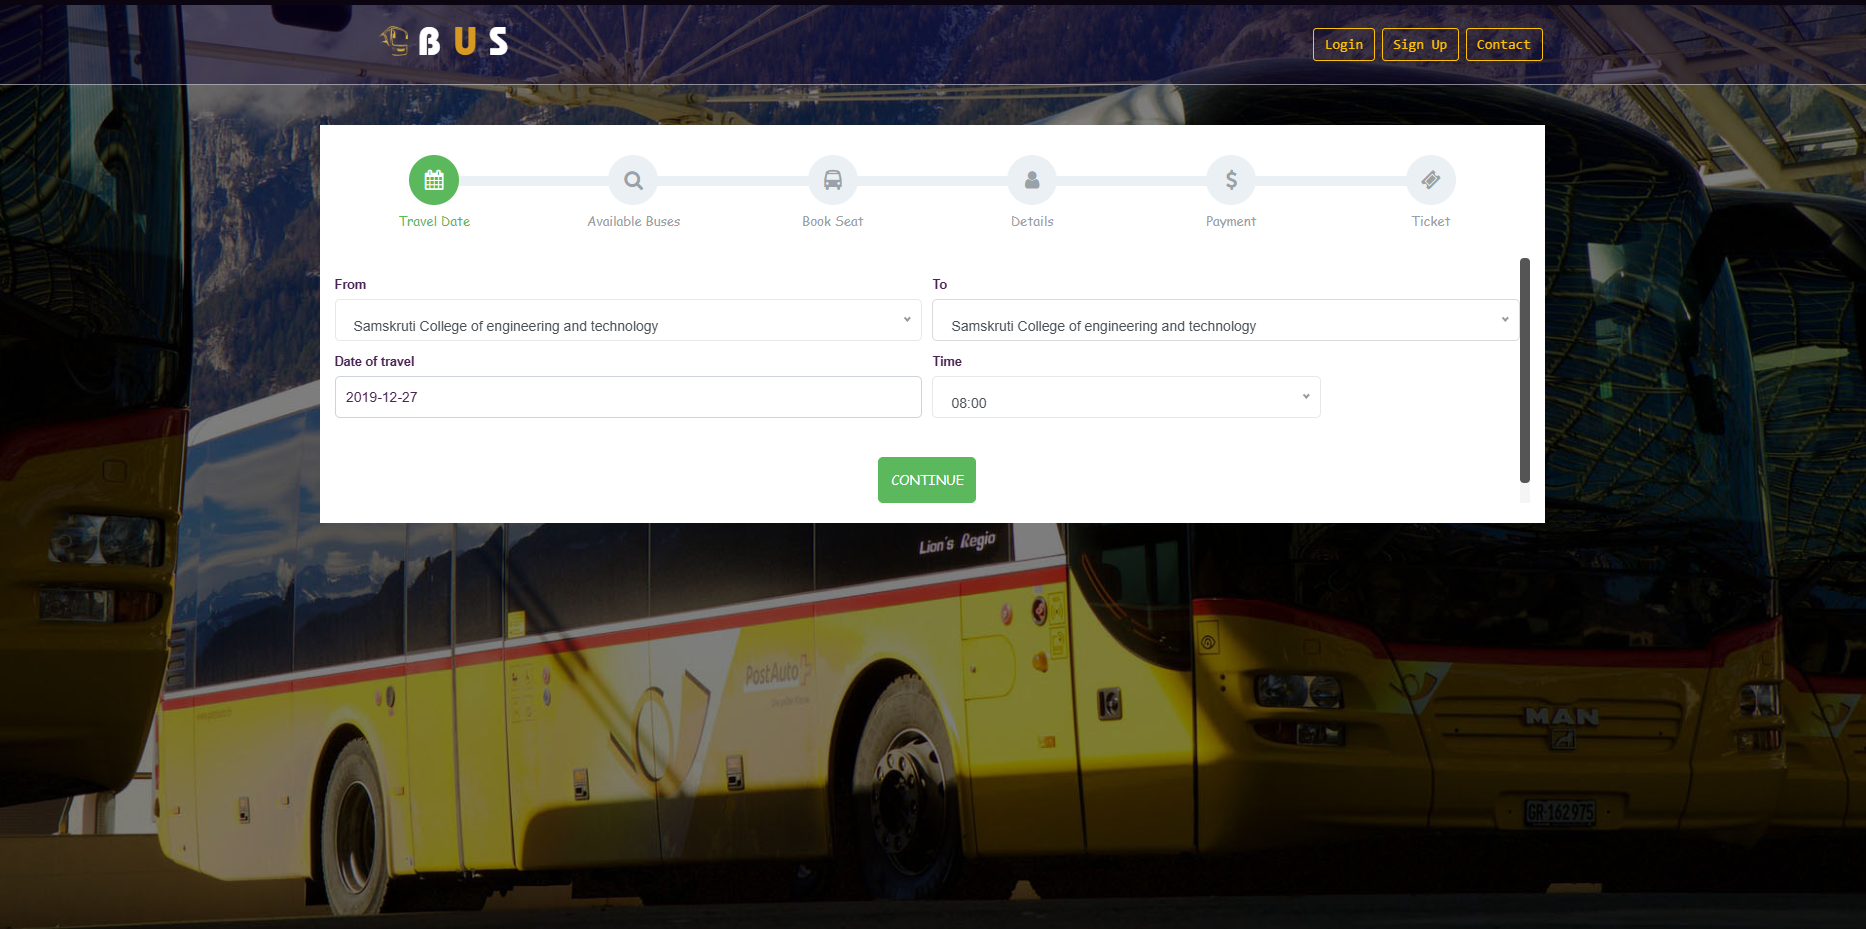 BUS
Login Sign Up Contact
Travel Date Available Buses Book Seat Details Payment Ticket
From To
Samskruti College of engineering and technology Samskruti College of engineering and technology
Date of travel Time
2019-12-27 08:00
CONTINUE
Lion's Regio
PostAuto
MAN
GR·162975